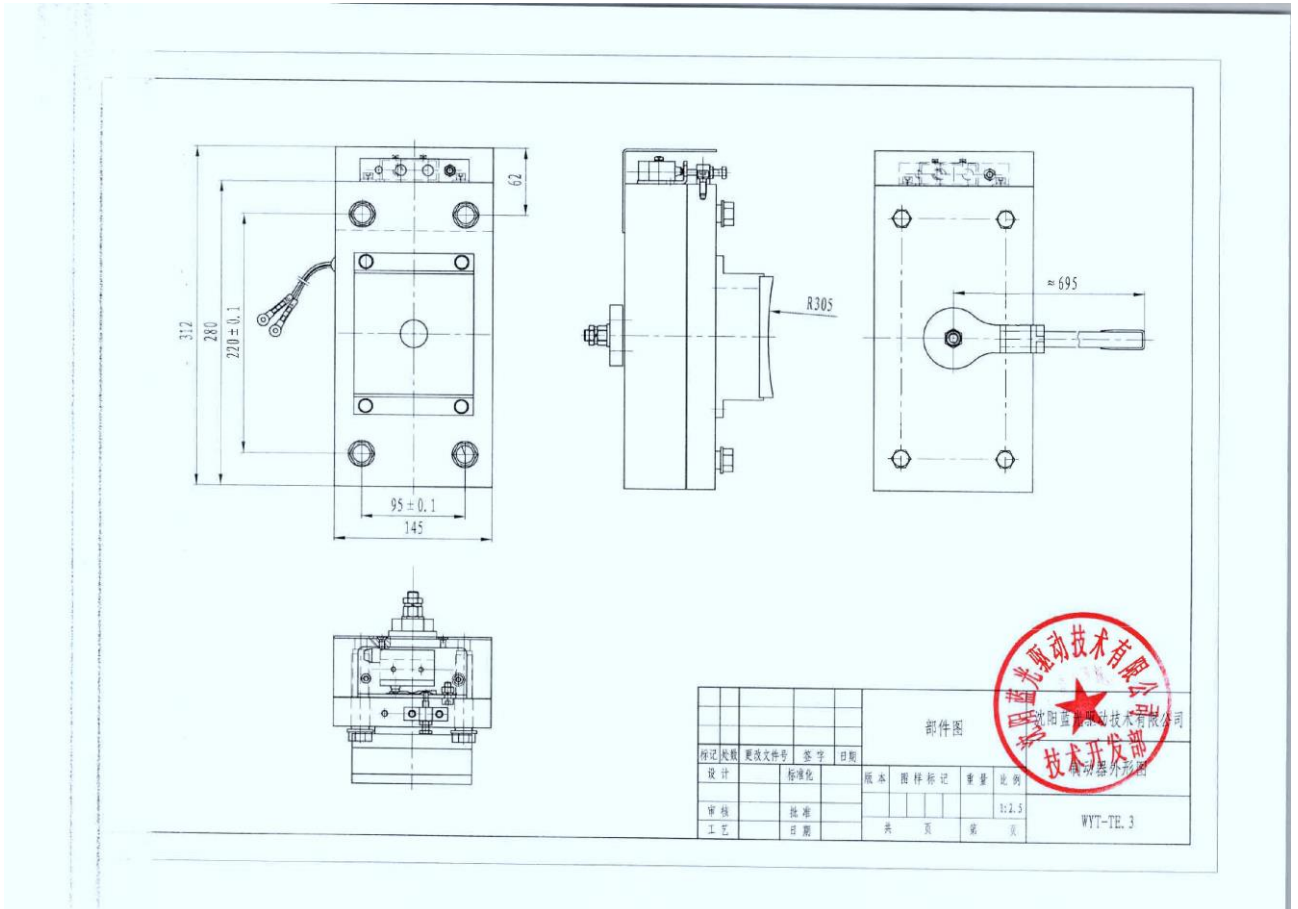 62
312
280
220±0.1
95±0.1
145
R305
≈695
沈阳蓝光驱动技术有限公司
技术开发部
部件图
沈阳蓝光驱动技术有限公司
制动器外形图
WYT-TE.3
标记 处数 更改文件号 签字 日期
设计 标准化
审核 批准
工艺 日期
版本 图样标记 重量 比例
1:2.5
共 页 第 页